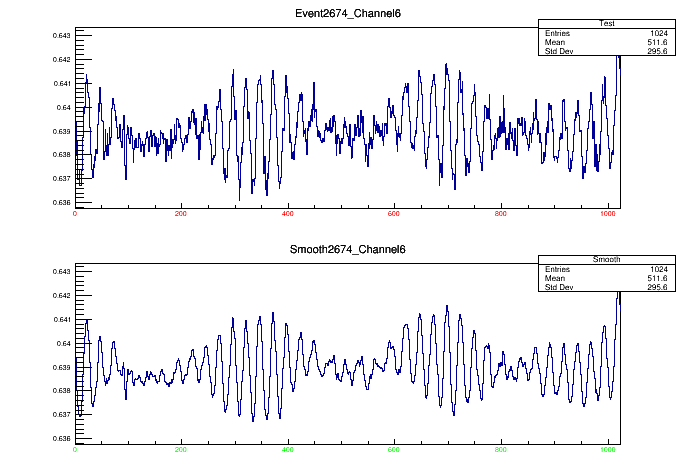 Event2674_Channel6
Test
Entries 1024
Mean 511.6
Std Dev 295.6
0.643
0.642
0.641
0.64
0.639
0.638
0.637
0.636
0 200 400 600 800 1000
Smooth2674_Channel6
Smooth
Entries 1024
Mean 511.6
Std Dev 295.6
0.643
0.642
0.641
0.64
0.639
0.638
0.637
0.636
0 200 400 600 800 1000